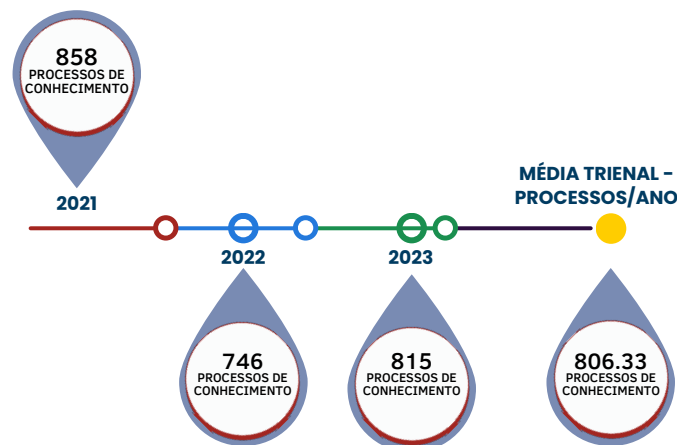 858
PROCESSOS DE
CONHECIMENTO
2021
2022
746
PROCESSOS DE
CONHECIMENTO
2023
815
PROCESSOS DE
CONHECIMENTO
MÉDIA TRIENAL -
PROCESSOS/ANO
806.33
PROCESSOS DE
CONHECIMENTO